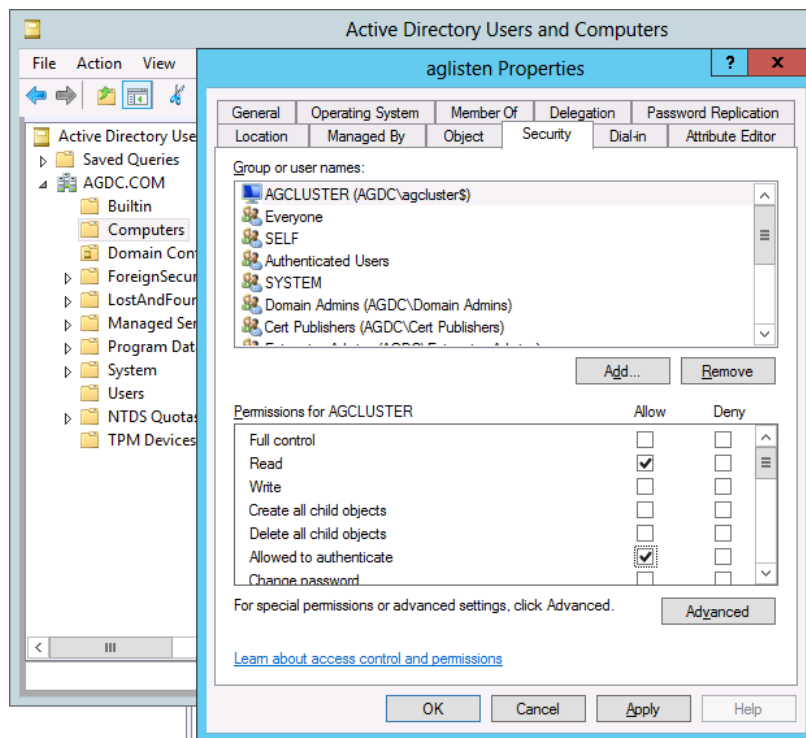 Active Directory Users and Computers
File Action View
aglisten Properties
? x
General Operating System Member Of Delegation Password Replication
Location Managed By Object Security Dial-in Attribute Editor
Active Directory Use
Saved Queries
AGDC.COM
Builtin
Computers
Domain Con
ForeignSecur
LostAndFour
Managed Ser
Program Dat
System
Users
NTDS Quotas
TPM Devices
Group or user names:
AGCLUSTER (AGDC\agcluster$)
Everyone
SELF
Authenticated Users
SYSTEM
Domain Admins (AGDC\Domain Admins)
Cert Publishers (AGDC\Cert Publishers)
Add... Remove
Permissions for AGCLUSTER Allow Deny
Full control
Read
Write
Create all child objects
Delete all child objects
Allowed to authenticate
Change password
For special permissions or advanced settings, click Advanced.
Advanced
Learn about access control and permissions
OK Cancel Apply Help